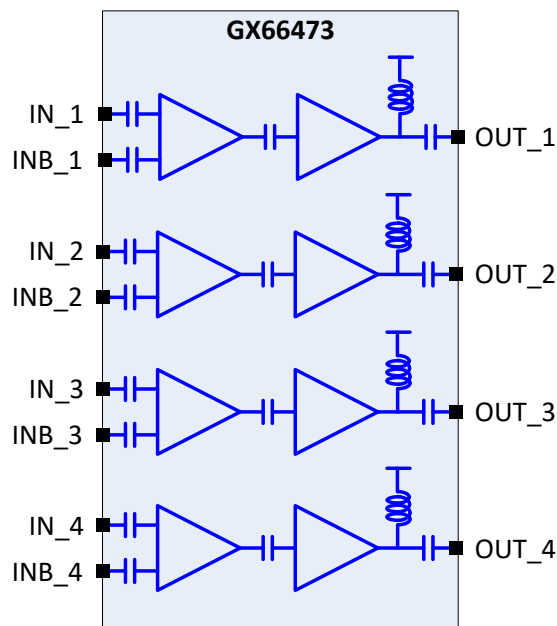 GX66473
IN_1
INB_1
OUT_1
IN_2
INB_2
OUT_2
IN_3
INB_3
OUT_3
IN_4
INB_4
OUT_4